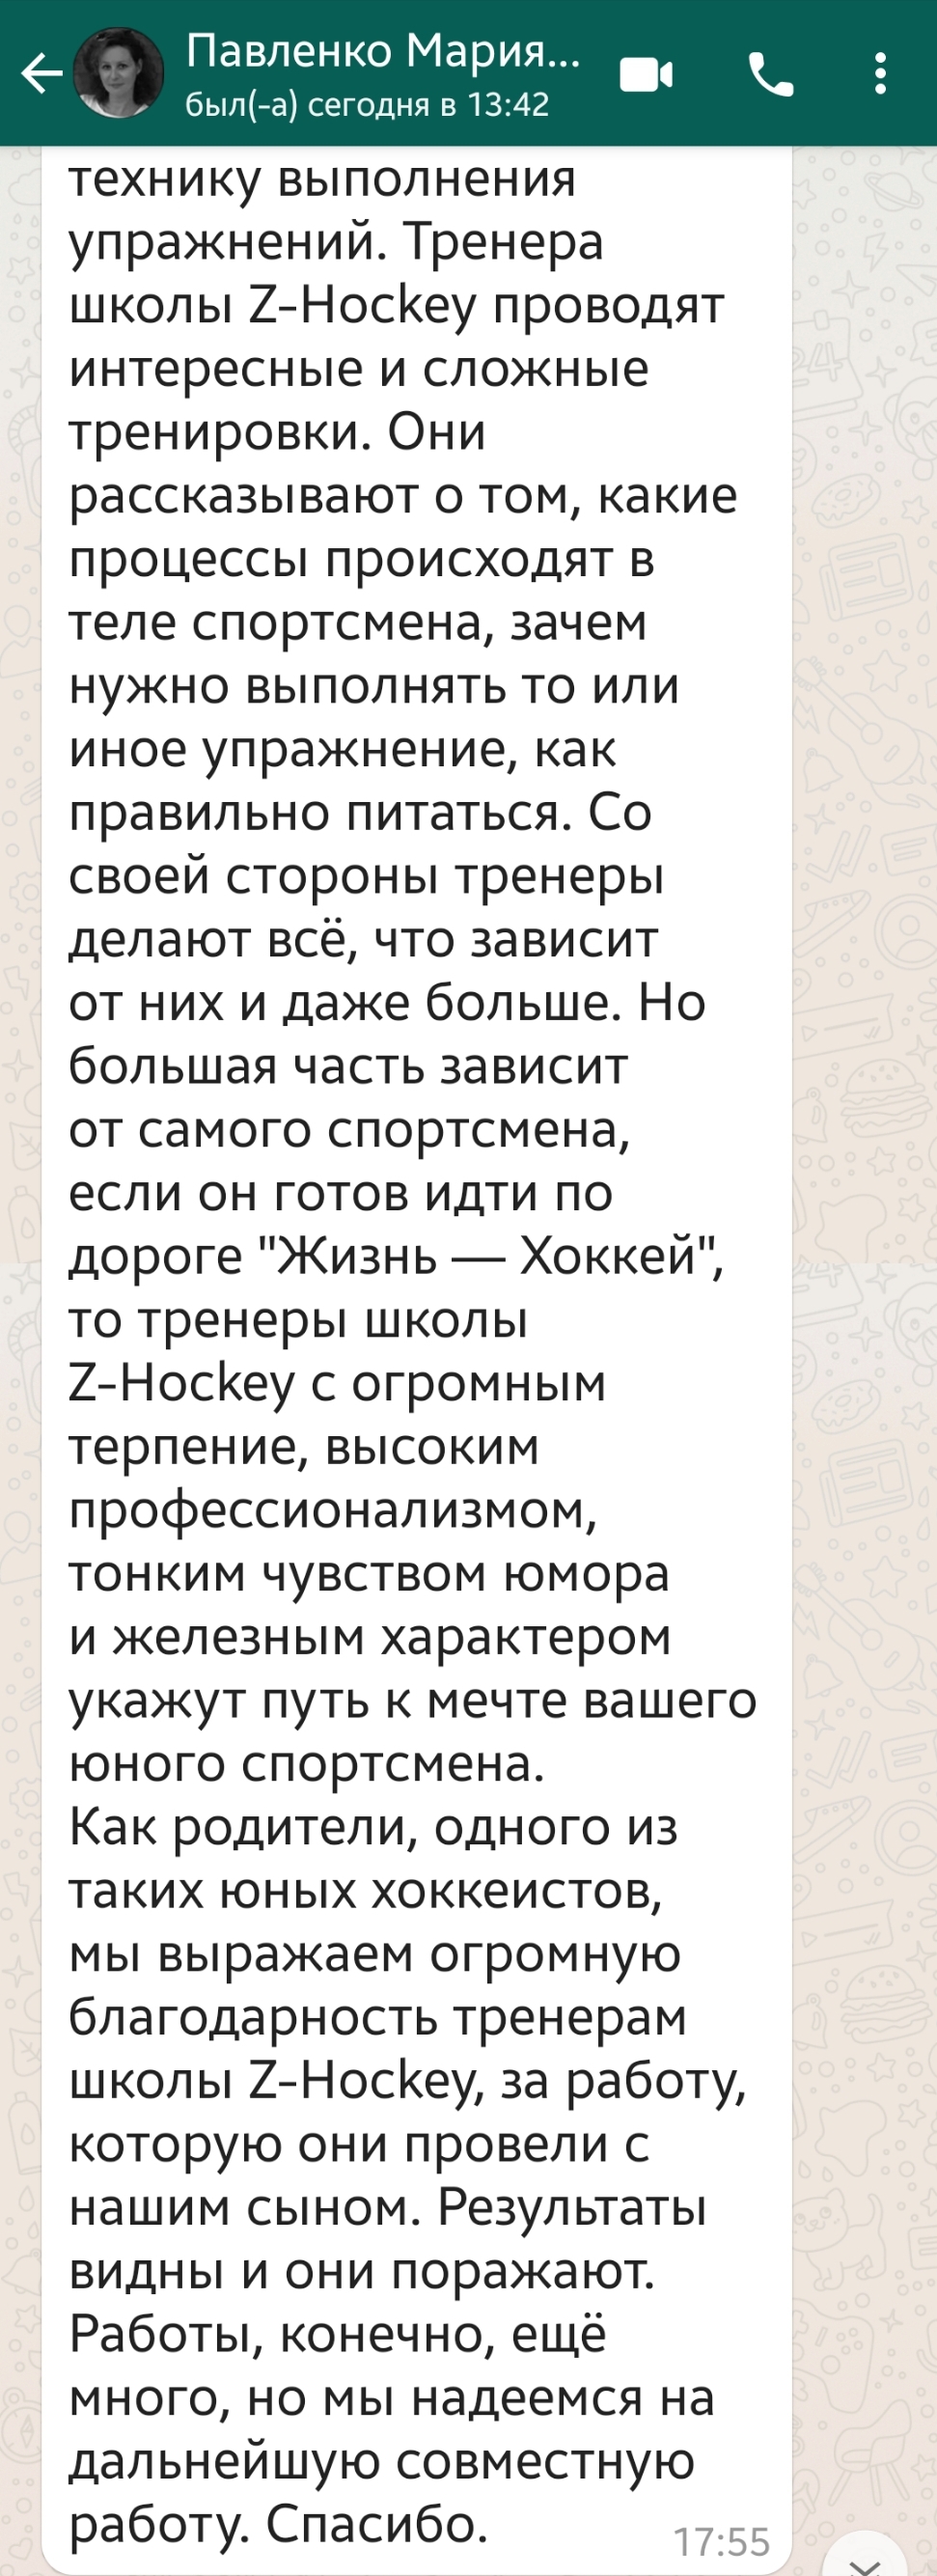 Павленко Мария...
был(-а) сегодня в 13:42
технику выполнения
упражнений. Тренера
школы Z-Hockey проводят
интересные и сложные
тренировки. Они
рассказывают о том, какие
процессы происходят в
теле спортсмена, зачем
нужно выполнять то или
иное упражнение, как
правильно питаться. Со
своей стороны тренеры
делают всё, что зависит
от них и даже больше. Но
большая часть зависит
от самого спортсмена,
если он готов идти по
дороге "Жизнь — Хоккей",
то тренеры школы
Z-Hockey с огромным
терпение, высоким
профессионализмом,
тонким чувством юмора
и железным характером
укажут путь к мечте вашего
юного спортсмена.
Как родители, одного из
таких юных хоккеистов,
мы выражаем огромную
благодарность тренерам
школы Z-Hockey, за работу,
которую они провели с
нашим сыном. Результаты
видны и они поражают.
Работы, конечно, ещё
много, но мы надеемся на
дальнейшую совместную
работу. Спасибо.
17:55